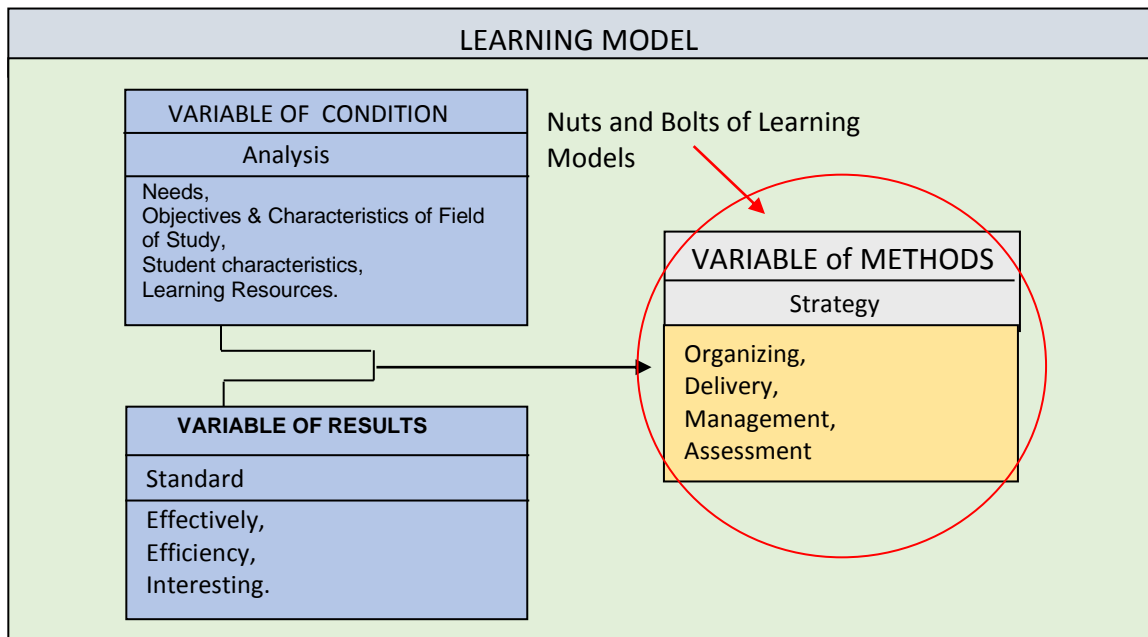 LEARNING MODEL
VARIABLE OF CONDITION
Analysis
Needs,
Objectives & Characteristics of Field
of Study,
Student characteristics,
Learning Resources.
Nuts and Bolts of Learning
Models
VARIABLE of METHODS
Strategy
Organizing,
Delivery,
Management,
Assessment
VARIABLE OF RESULTS
Standard
Effectively,
Efficiency,
Interesting.